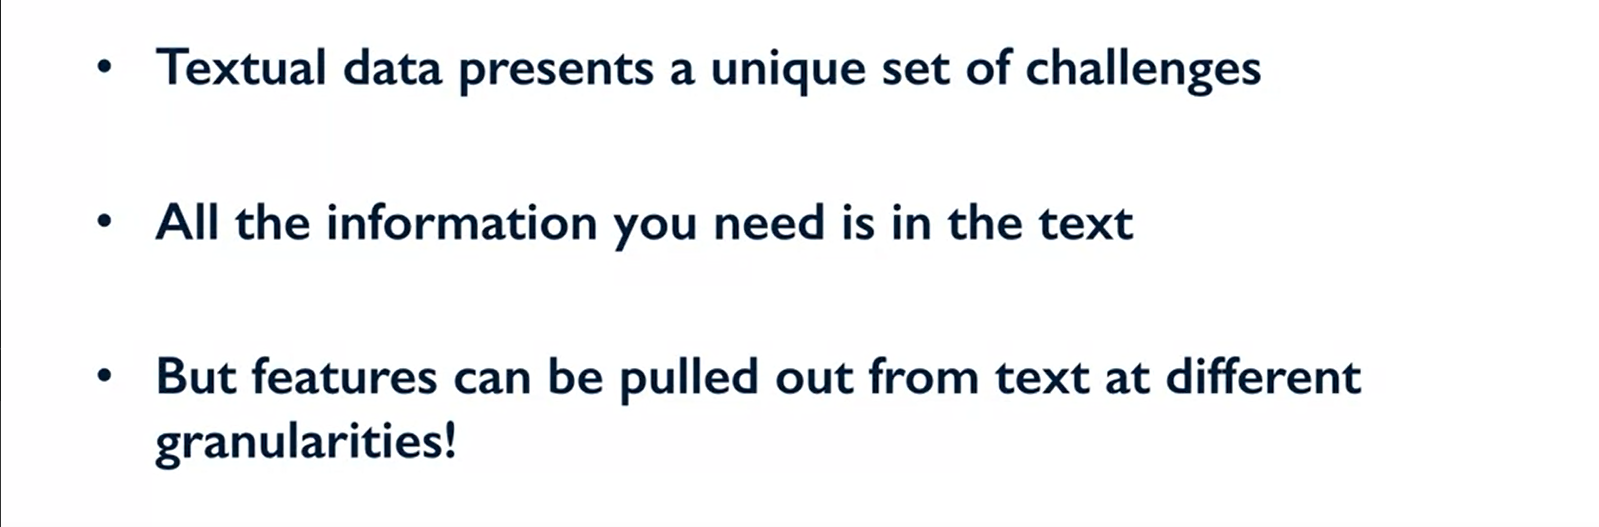 • Textual data presents a unique set of challenges
• All the information you need is in the text
• But features can be pulled out from text at different
granularities!